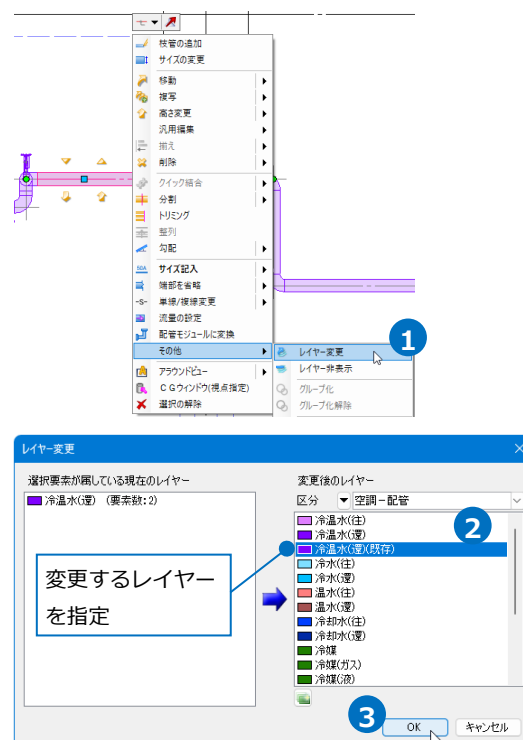 枝管の追加
サイズの変更
移動
複写
高さ変更
汎用編集
揃え
削除
クイック結合
分割
トリミング
整列
勾配
50A サイズ記入
端部を省略
-S- 単線/複線変更
流量の設定
配管モジュールに変換
その他
アラウンドビュー
CGウィンドウ(視点指定)
選択の解除
1
レイヤー変更
レイヤー非表示
グループ化
グループ化解除
レイヤー変更
選択要素が属している現在のレイヤー
冷温水(還) (要素数:2)
変更するレイヤー
を指定
変更後のレイヤー
区分 空調-配管
2
冷温水(往)
冷温水(還)
冷温水(還)(既存)
冷水(往)
冷水(還)
温水(往)
温水(還)
冷却水(往)
冷却水(還)
冷媒
冷媒(ガス)
冷媒(液)
3
OK
キャンセル